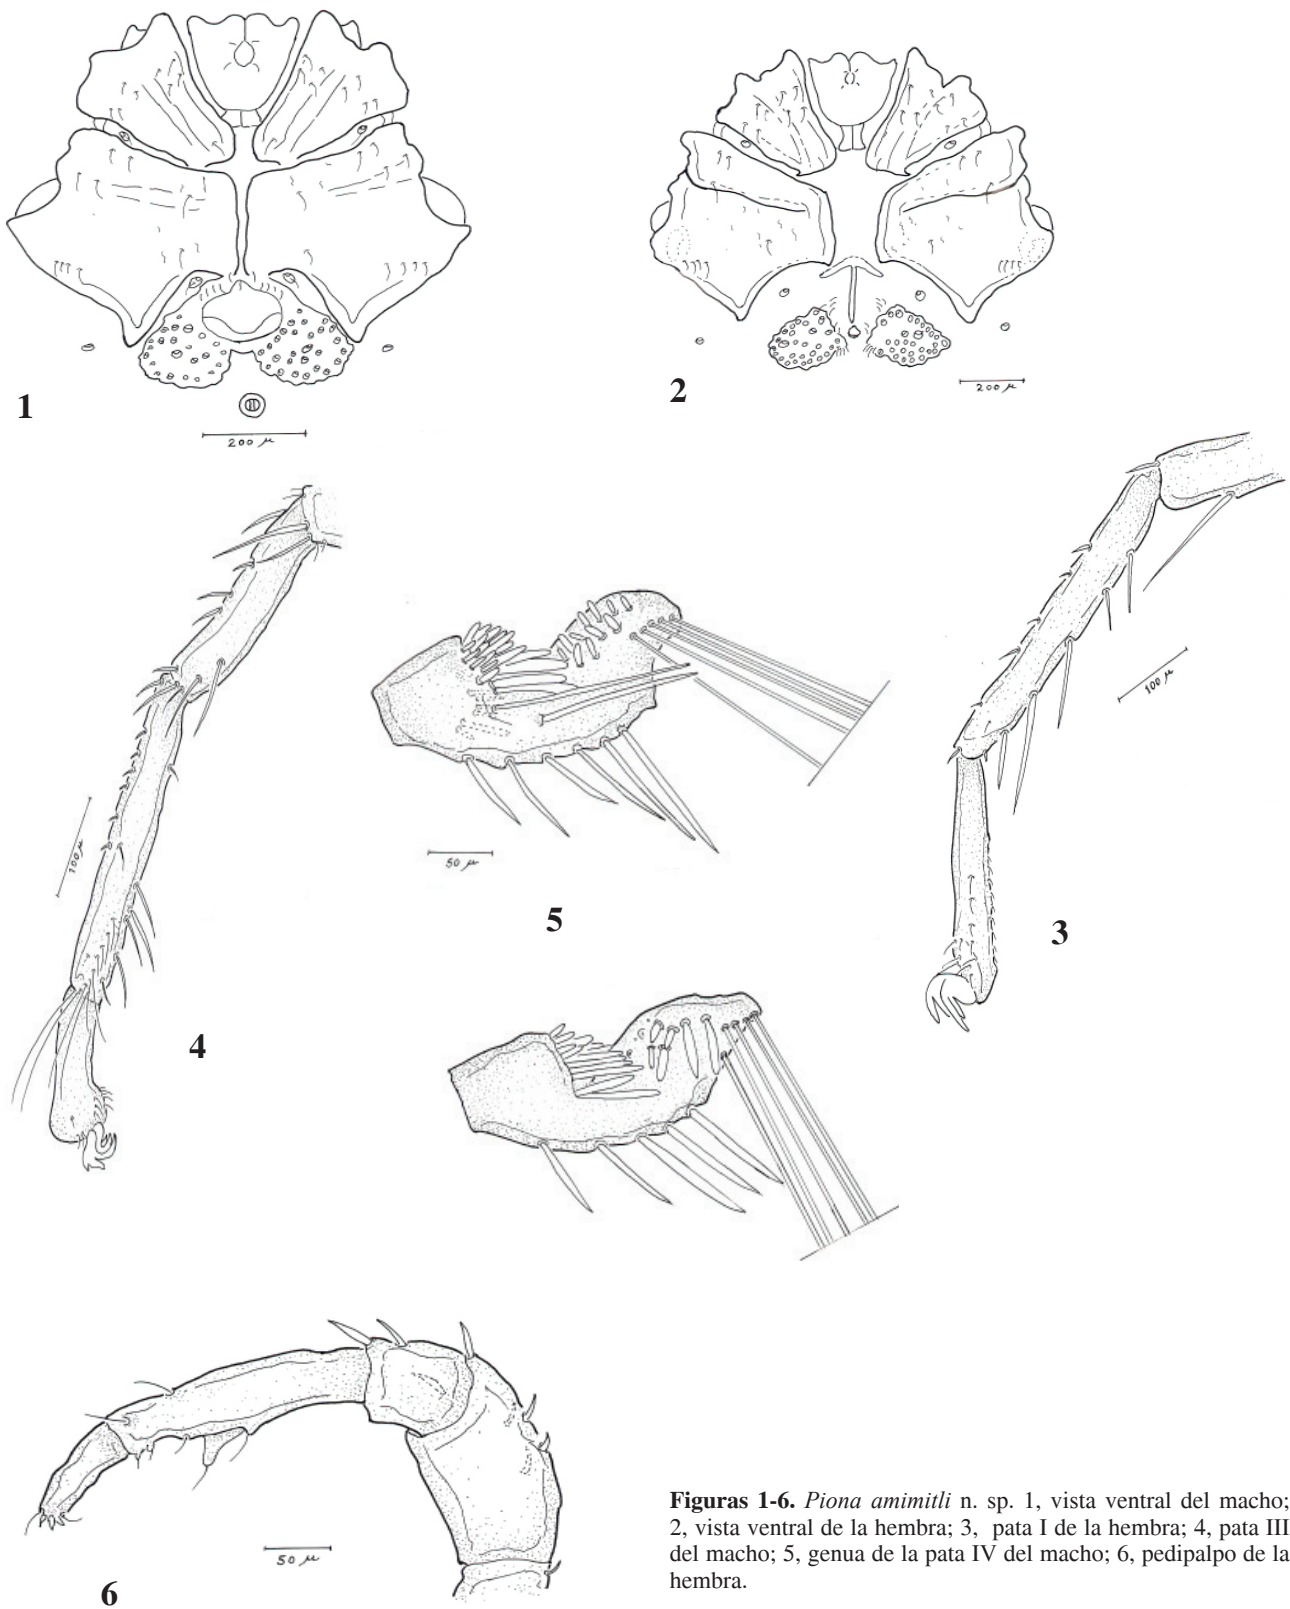 1
200 µ
2
200 µ
3
100 µ
4
100 µ
5
50 µ
6
50 µ
Figuras 1-6. Piona amimitli n. sp. 1, vista ventral del macho;
2, vista ventral de la hembra; 3, pata I de la hembra; 4, pata III
del macho; 5, genua de la pata IV del macho; 6, pedipalpo de la
hembra.